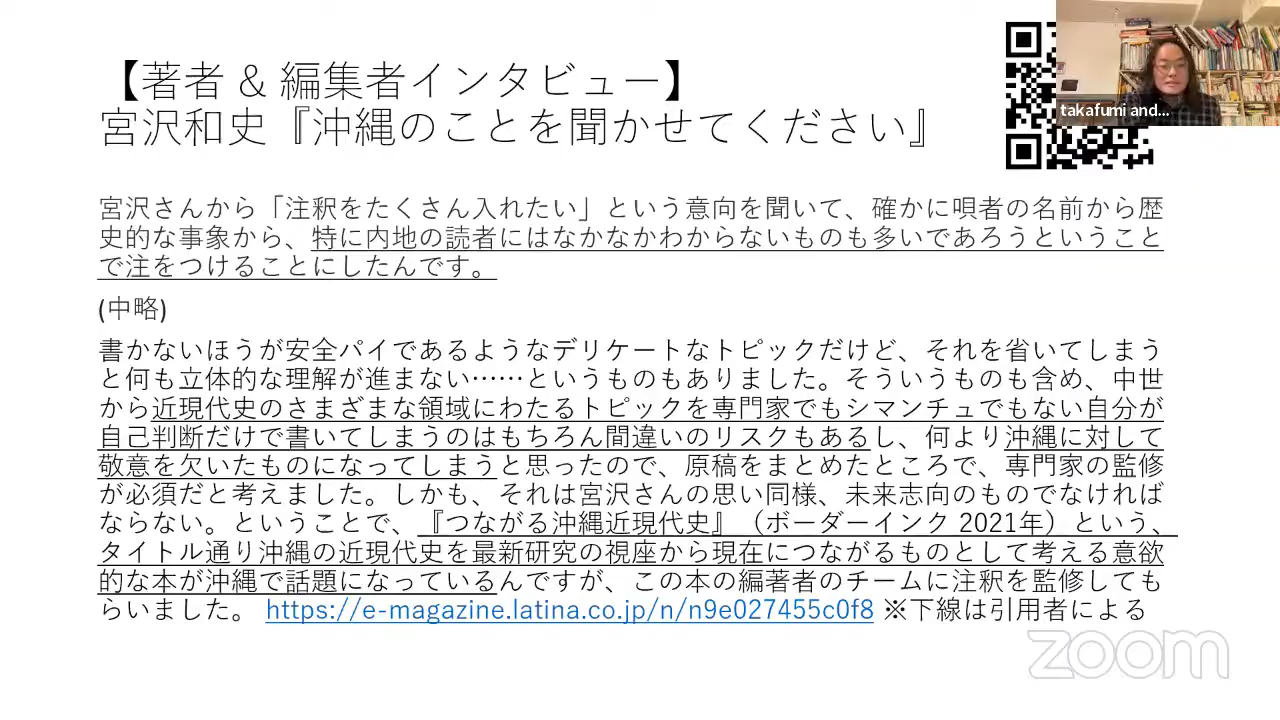 【著者 & 編集者インタビュー】
宮沢和史『沖縄のことを聞かせてください』
takafumi and...
宮沢さんから「注釈をたくさん入れたい」という意向を聞いて、確かに唄者の名前から歴
史的な事象から、特に内地の読者にはなかなかわからないものも多いであろうということ
で注をつけることにしたんです。
(中略)
書かないほうが安全パイであるようなデリケートなトピックだけど、それを省いてしまう
と何も立体的な理解が進まない……というものもありました。そういうものも含め、中世
から近現代史のさまざまな領域にわたるトピックを専門家でもシマンチュでもない自分が
自己判断だけで書いてしまうのはもちろん間違いのリスクもあるし、何より沖縄に対して
敬意を欠いたものになってしまうと思ったので、原稿をまとめたところで、専門家の監修
が必須だと考えました。しかも、それは宮沢さんの思い同様、未来志向のものでなければ
ならない。ということで、『つながる沖縄近現代史』（ボーダーインク 2021年）という、
タイトル通り沖縄の近現代史を最新研究の視座から現在につながるものとして考える意欲
的な本が沖縄で話題になっているんですが、この本の編著者のチームに注釈を監修しても
らいました。 https://e-magazine.latina.co.jp/n/n9e027455c0f8 ※下線は引用者による
zoom